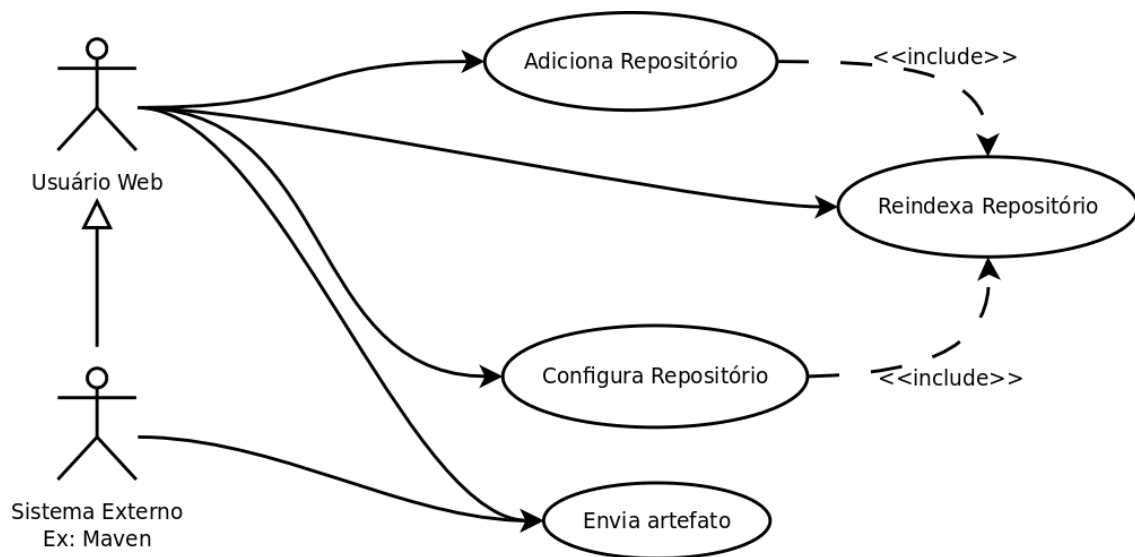 Adiciona Repositório
<<include>>
Usuário Web
Reindexa Repositório
Configura Repositório
<<include>>
Sistema Externo
Ex: Maven
Envia artefato